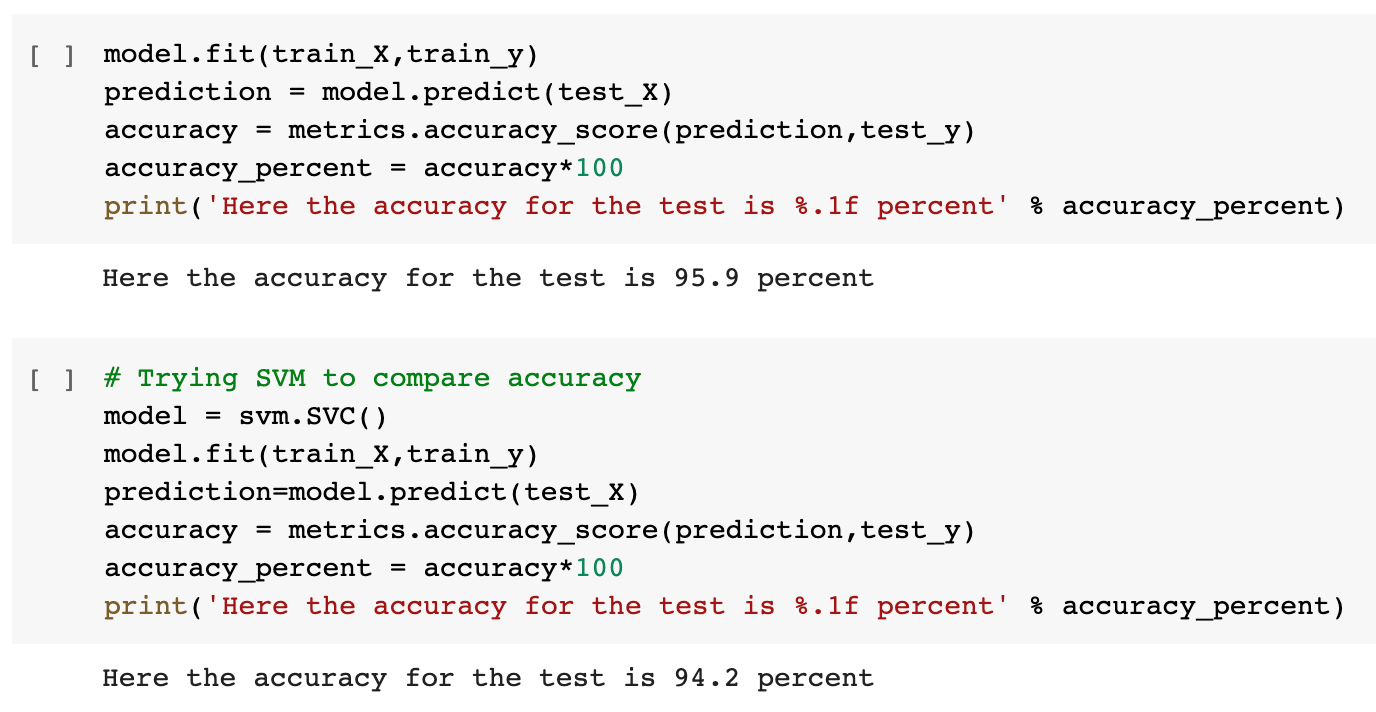 [ ] model.fit(train_X,train_y)
prediction = model.predict(test_X)
accuracy = metrics.accuracy_score(prediction,test_y)
accuracy_percent = accuracy*100
print('Here the accuracy for the test is %.1f percent' % accuracy_percent)
Here the accuracy for the test is 95.9 percent
[ ] # Trying SVM to compare accuracy
model = svm.SVC()
model.fit(train_X,train_y)
prediction=model.predict(test_X)
accuracy = metrics.accuracy_score(prediction,test_y)
accuracy_percent = accuracy*100
print('Here the accuracy for the test is %.1f percent' % accuracy_percent)
Here the accuracy for the test is 94.2 percent